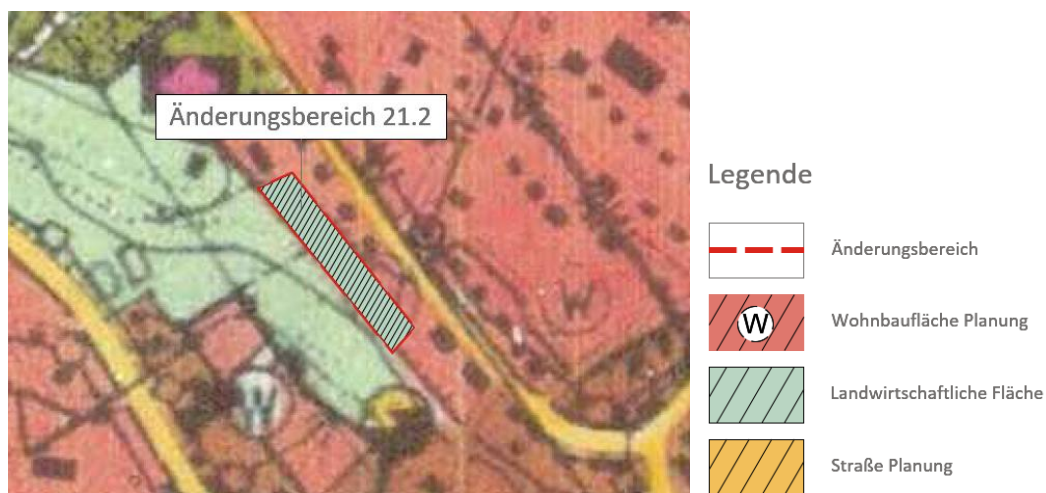 Änderungsbereich 21.2
Legende
Änderungsbereich
W
Wohnbaufläche Planung
Landwirtschaftliche Fläche
Straße Planung
W